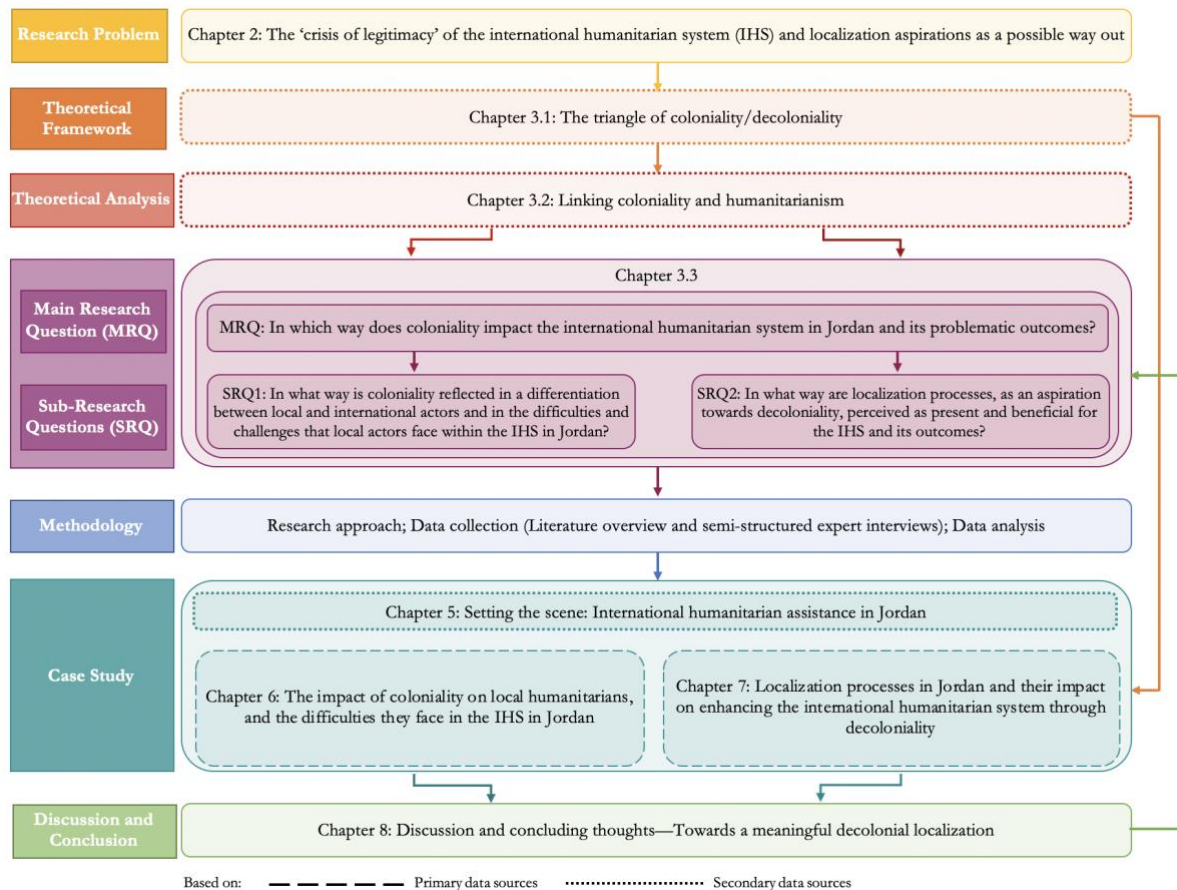 Research Problem
Chapter 2: The ‘crisis of legitimacy’ of the international humanitarian system (IHS) and localization aspirations as a possible way out
Theoretical
Framework
Chapter 3.1: The triangle of coloniality/decoloniality
Theoretical Analysis
Chapter 3.2: Linking coloniality and humanitarianism
Chapter 3.3
Main Research
Question (MRQ)
MRQ: In which way does coloniality impact the international humanitarian system in Jordan and its problematic outcomes?
Sub-Research
Questions (SRQ)
SRQ1: In what way is coloniality reflected in a differentiation
between local and international actors and in the difficulties and
challenges that local actors face within the IHS in Jordan?
SRQ2: In what way are localization processes, as an aspiration
towards decoloniality, perceived as present and beneficial for
the IHS and its outcomes?
Methodology
Research approach; Data collection (Literature overview and semi-structured expert interviews); Data analysis
Case Study
Chapter 5: Setting the scene: International humanitarian assistance in Jordan
Chapter 6: The impact of coloniality on local humanitarians,
and the difficulties they face in the IHS in Jordan
Chapter 7: Localization processes in Jordan and their impact
on enhancing the international humanitarian system through
decoloniality
Discussion and
Conclusion
Chapter 8: Discussion and concluding thoughts—Towards a meaningful decolonial localization
Based on:
Primary data sources
Secondary data sources